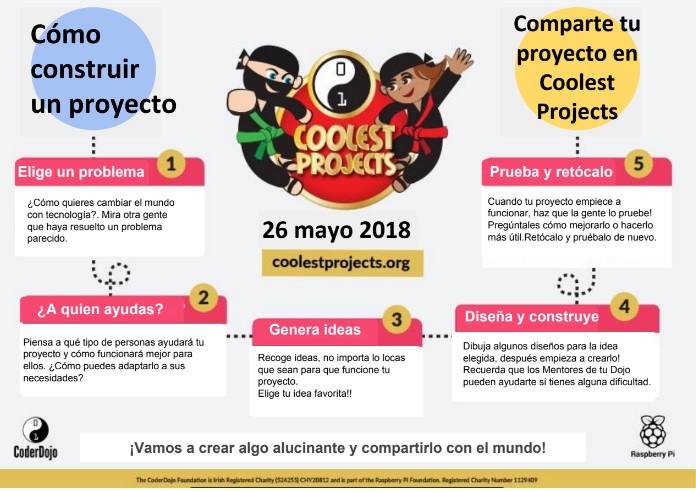 Cómo
construir
un proyecto
Comparte tu
proyecto en
Coolest
Projects
0
1
COOLEST
PROJECTS
26 mayo 2018
coolestprojects.org
Elige un problema
1
¿Cómo quieres cambiar el mundo
con tecnología?. Mira otra gente
que haya resuelto un problema
parecido.
¿A quien ayudas?
2
Piensa a qué tipo de personas ayudará tu
proyecto y cómo funcionará mejor para
ellos. ¿Cómo puedes adaptarlo a sus
necesidades?
Genera ideas
3
Recoge ideas, no importa lo locas
que sean para que funcione tu
proyecto.
Elige tu idea favorita!!
Diseña y construye
4
Dibuja algunos diseños para la idea
elegida, después empieza a crearlo!
Recuerda que los Mentores de tu Dojo
pueden ayudarte si tienes alguna dificultad.
Prueba y retócalo
5
Cuando tu proyecto empiece a
funcionar, haz que la gente lo pruebe!
Pregúntales cómo mejorarlo o hacerlo
más útil.Retócalo y pruébalo de nuevo.
0
1
CoderDojo
¡Vamos a crear algo alucinante y compartirlo con el mundo!
Raspberry Pi
The CoderDojo Foundation is Irish Registered Charity (524255) CHY20812 and is part of the Raspberry Pi Foundation. Registered Charity Number 1129409